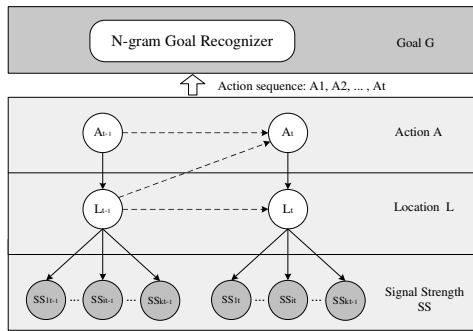 N-gram Goal Recognizer
Goal G
Action sequence: A1, A2, ... , At
At-1
At
Action A
Lt-1
Lt
Location L
SS1t-1 ... SSit-1 ... SSkt-1
SS1t ... SSit ... SSkt-1
Signal Strength
SS